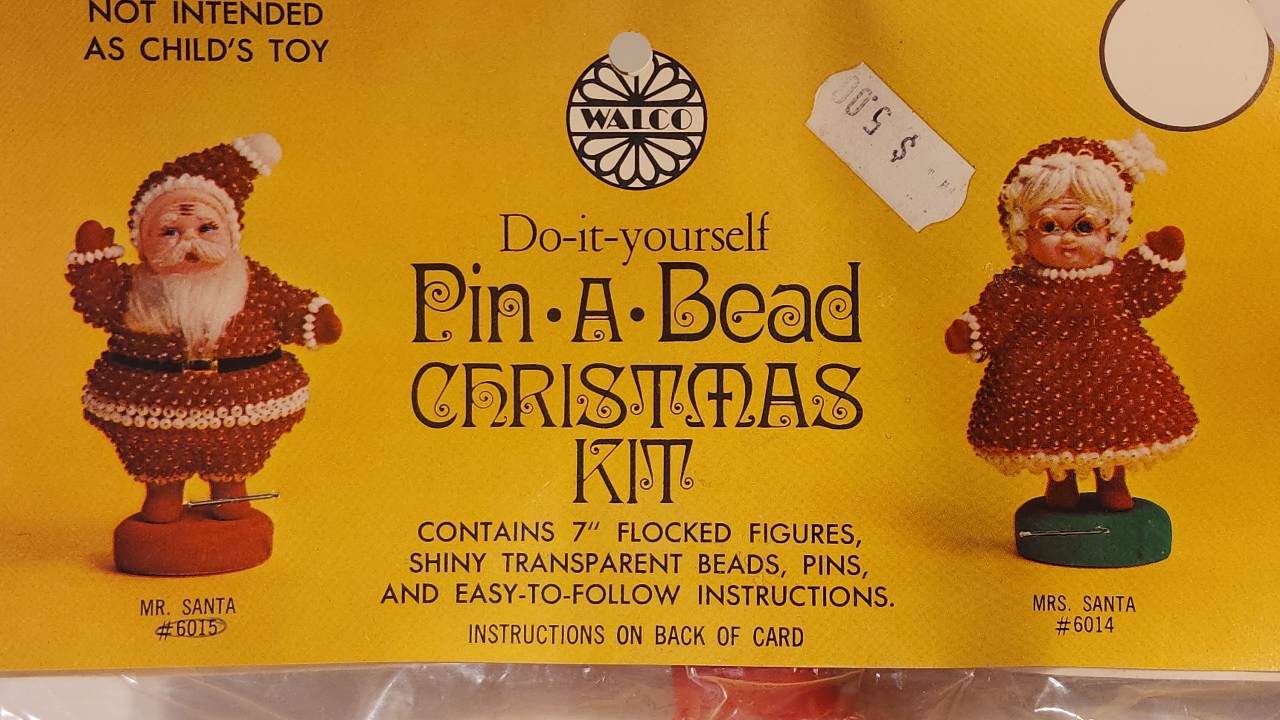 NOT INTENDED
AS CHILD'S TOY
WALCO
$ 5.00
Do-it-yourself
Pin·A·Bead
CHRISTMAS
KIT
CONTAINS 7" FLOCKED FIGURES,
SHINY TRANSPARENT BEADS, PINS,
AND EASY-TO-FOLLOW INSTRUCTIONS.
INSTRUCTIONS ON BACK OF CARD
MR. SANTA
#6015
MRS. SANTA
#6014